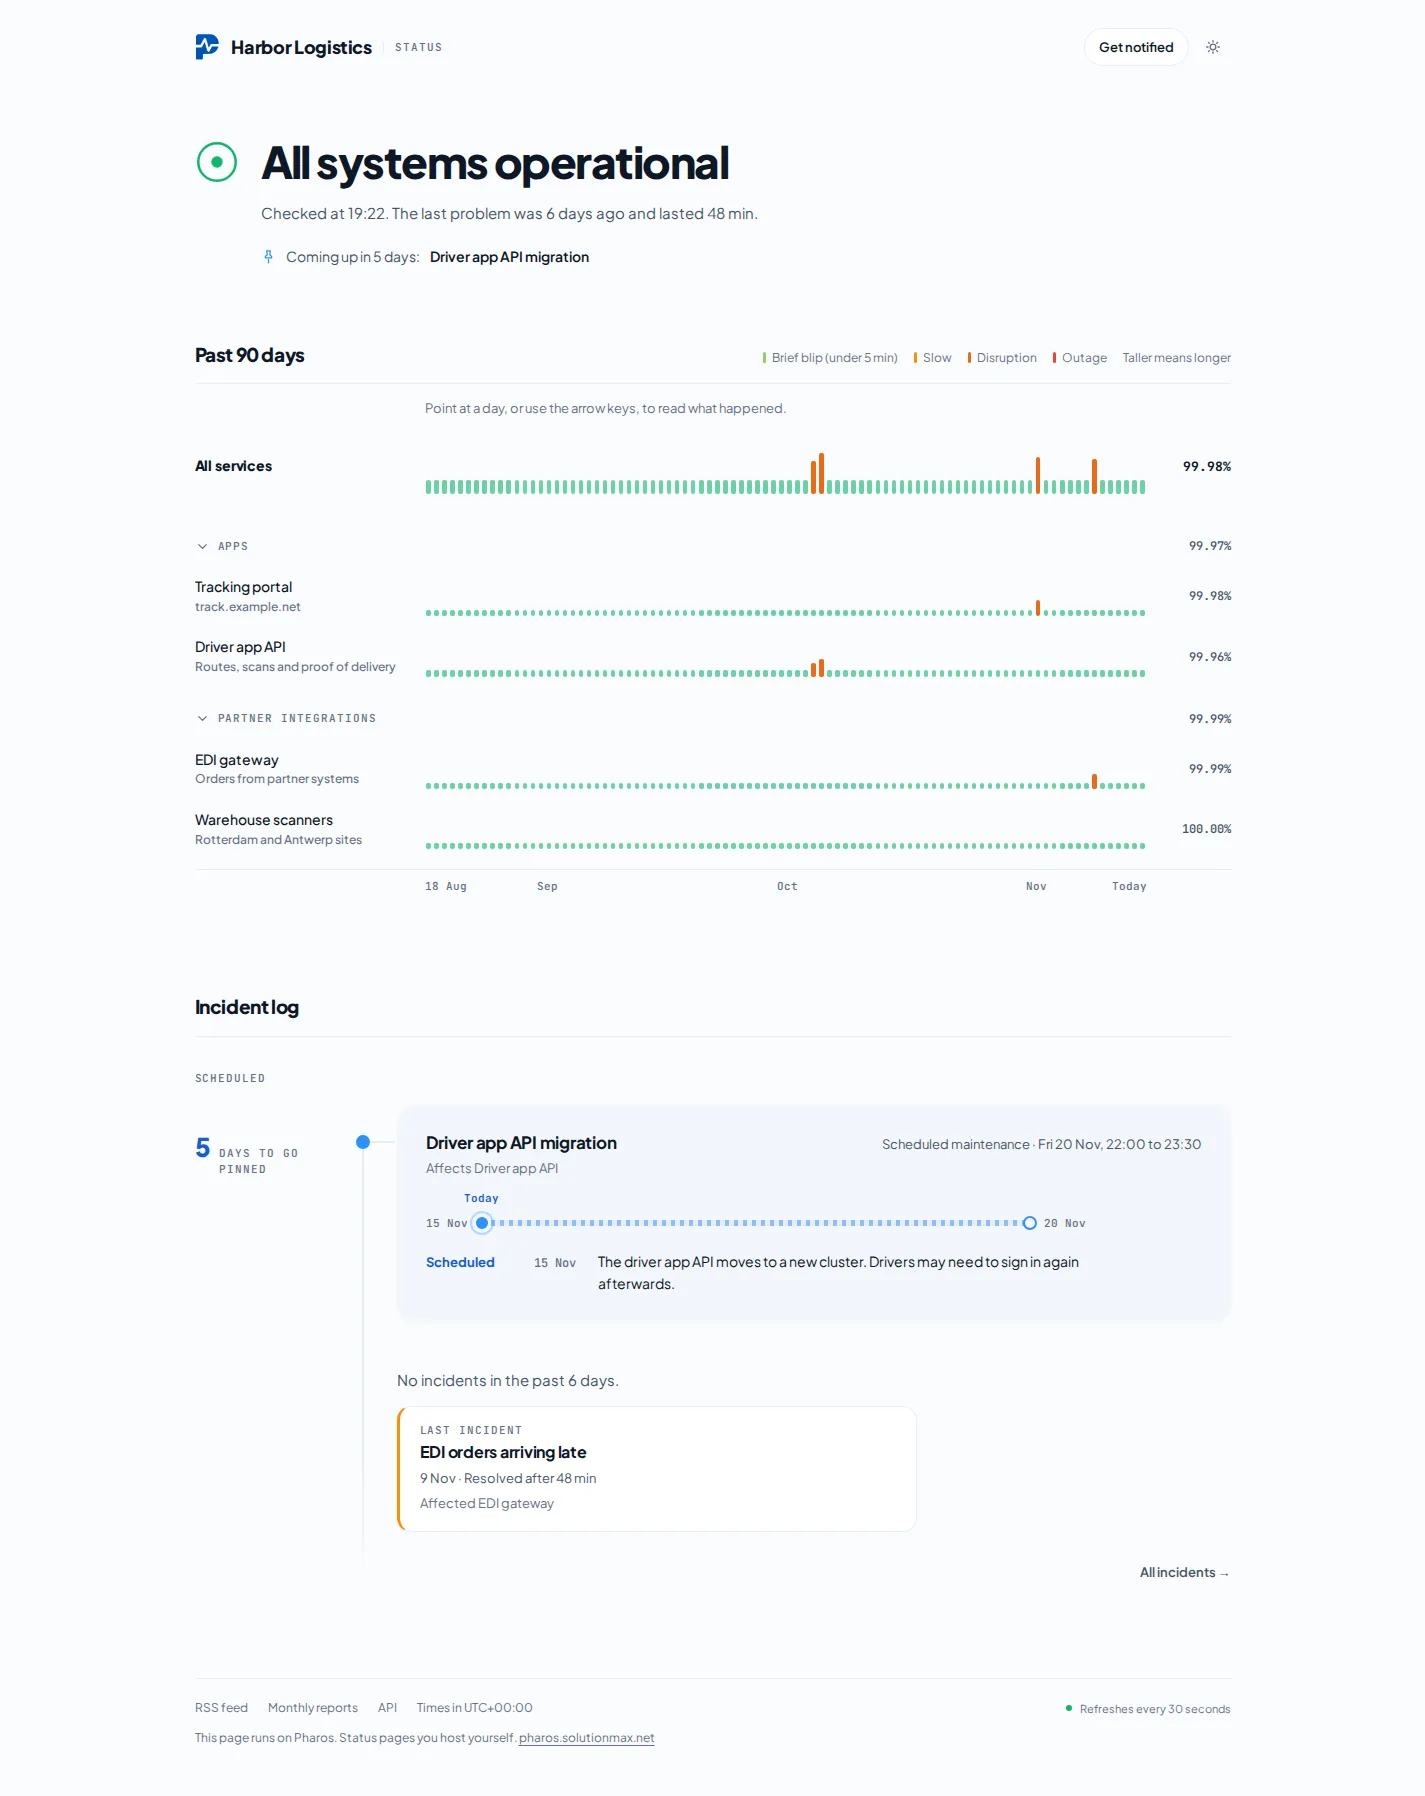 Harbor Logistics
STATUS
Get notified
All systems operational
Checked at 19:22. The last problem was 6 days ago and lasted 48 min.
Coming up in 5 days: Driver app API migration
Past 90 days
Brief blip (under 5 min)
Slow
Disruption
Outage
Taller means longer
Point at a day, or use the arrow keys, to read what happened.
All services
99.98%
APPS
99.97%
Tracking portal
track.example.net
99.98%
Driver app API
Routes, scans and proof of delivery
99.96%
PARTNER INTEGRATIONS
99.99%
EDI gateway
Orders from partner systems
99.99%
Warehouse scanners
Rotterdam and Antwerp sites
100.00%
18 Aug
Sep
Oct
Nov
Today
Incident log
SCHEDULED
5 DAYS TO GO
PINNED
Driver app API migration
Scheduled maintenance · Fri 20 Nov, 22:00 to 23:30
Affects Driver app API
Today
15 Nov
20 Nov
Scheduled
15 Nov
The driver app API moves to a new cluster. Drivers may need to sign in again
afterwards.
No incidents in the past 6 days.
LAST INCIDENT
EDI orders arriving late
9 Nov · Resolved after 48 min
Affected EDI gateway
All incidents →
RSS feed
Monthly reports
API
Times in UTC+00:00
Refreshes every 30 seconds
This page runs on Pharos. Status pages you host yourself. pharos.solutionmax.net